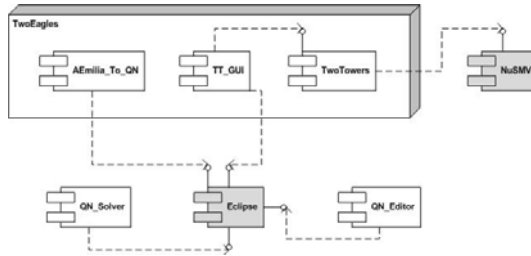 TwoEagles
AEmilia_To_QN
TT_GUI
TwoTowers
NuSMV
QN_Solver
Eclipse
QN_Editor